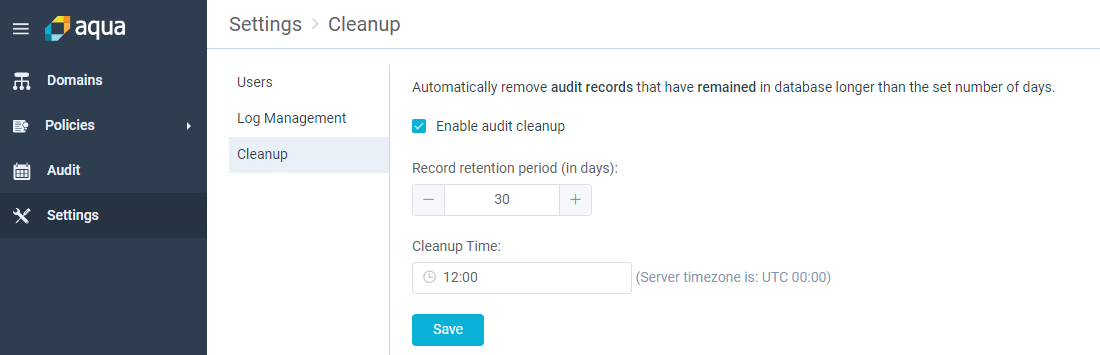 aqua
Domains
Policies
Audit
Settings
Settings > Cleanup
Users
Log Management
Cleanup
Automatically remove audit records that have remained in database longer than the set number of days.
Enable audit cleanup
Record retention period (in days):
− 30 +
Cleanup Time:
12:00 (Server timezone is: UTC 00:00)
Save